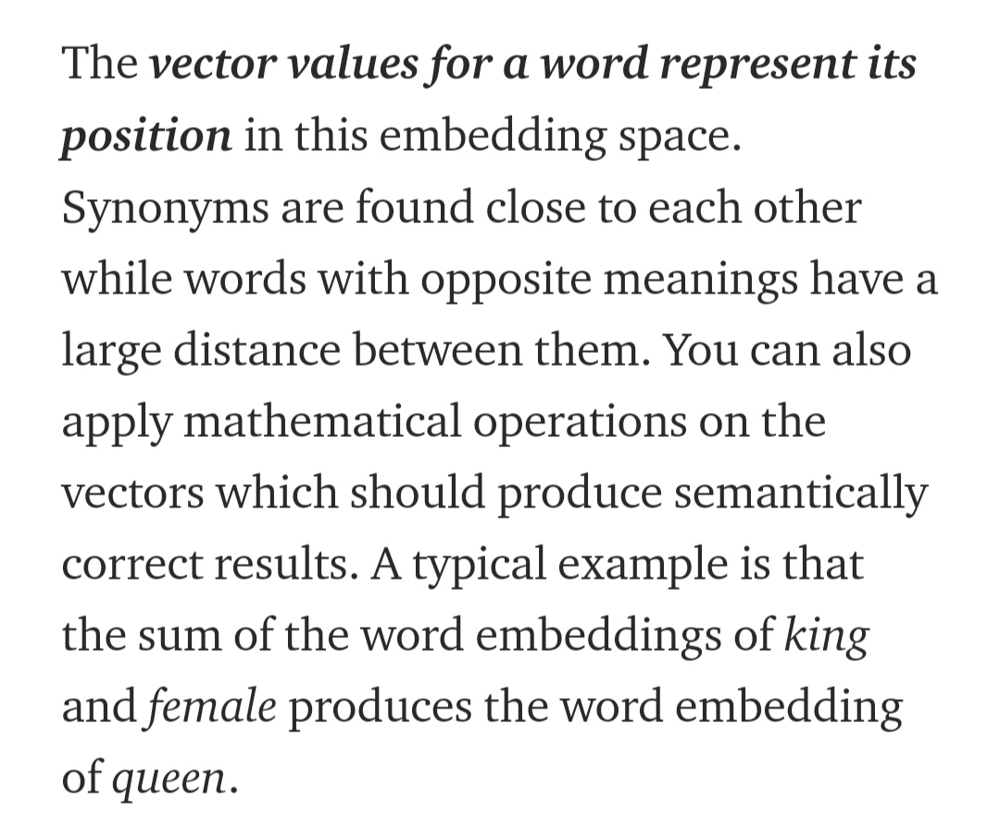 The vector values for a word represent its
position in this embedding space.
Synonyms are found close to each other
while words with opposite meanings have a
large distance between them. You can also
apply mathematical operations on the
vectors which should produce semantically
correct results. A typical example is that
the sum of the word embeddings of king
and female produces the word embedding
of queen.